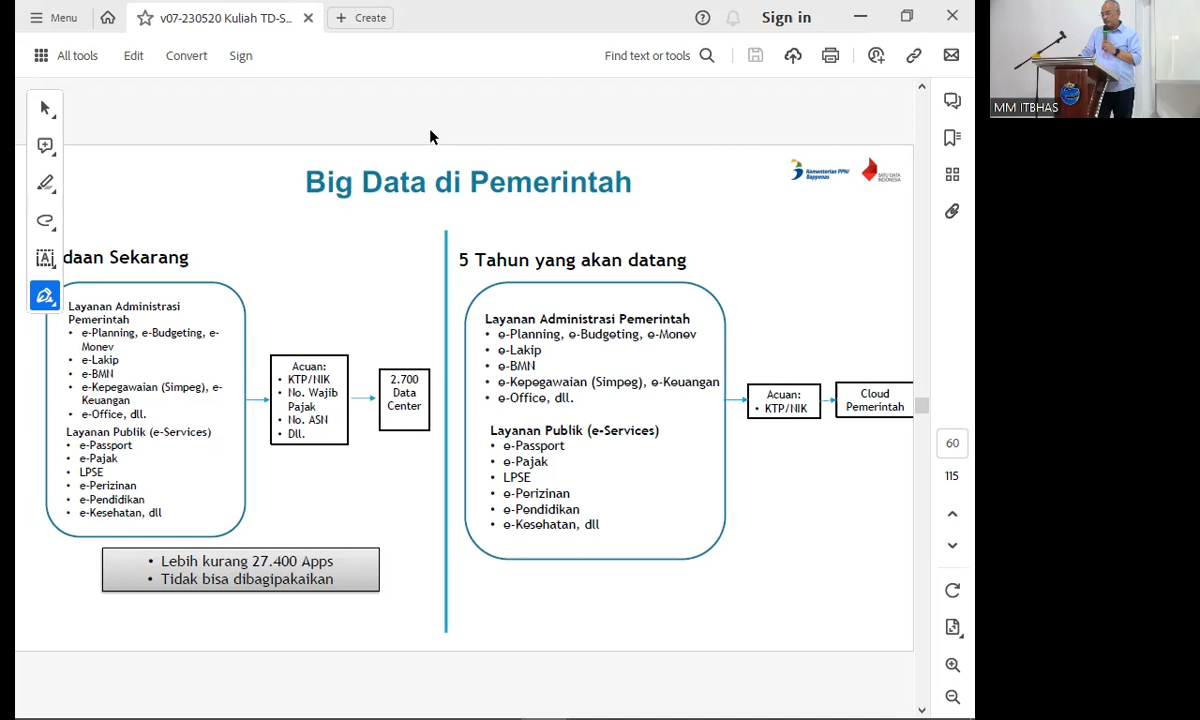 Menu
v07-230520 Kuliah TD-S...
Create
Sign in
All tools
Edit
Convert
Sign
Find text or tools
MM ITBHAS
Big Data di Pemerintah
Kementerian PPN/
Bappenas
SATU DATA
INDONESIA
daan Sekarang
Layanan Administrasi
Pemerintah
• e-Planning, e-Budgeting, e-
Monev
• e-Lakip
• e-BMN
• e-Kepegawaian (Simpeg), e-
Keuangan
• e-Office, dll.
Layanan Publik (e-Services)
• e-Passport
• e-Pajak
• LPSE
• e-Perizinan
• e-Pendidikan
• e-Kesehatan, dll
Acuan:
• KTP/NIK
• No. Wajib
Pajak
• No. ASN
• Dll.
2.700
Data
Center
• Lebih kurang 27.400 Apps
• Tidak bisa dibagipakaikan
5 Tahun yang akan datang
Layanan Administrasi Pemerintah
• e-Planning, e-Budgeting, e-Monev
• e-Lakip
• e-BMN
• e-Kepegawaian (Simpeg), e-Keuangan
• e-Office, dll.
Layanan Publik (e-Services)
• e-Passport
• e-Pajak
• LPSE
• e-Perizinan
• e-Pendidikan
• e-Kesehatan, dll
Acuan:
• KTP/NIK
Cloud
Pemerintah
60
115